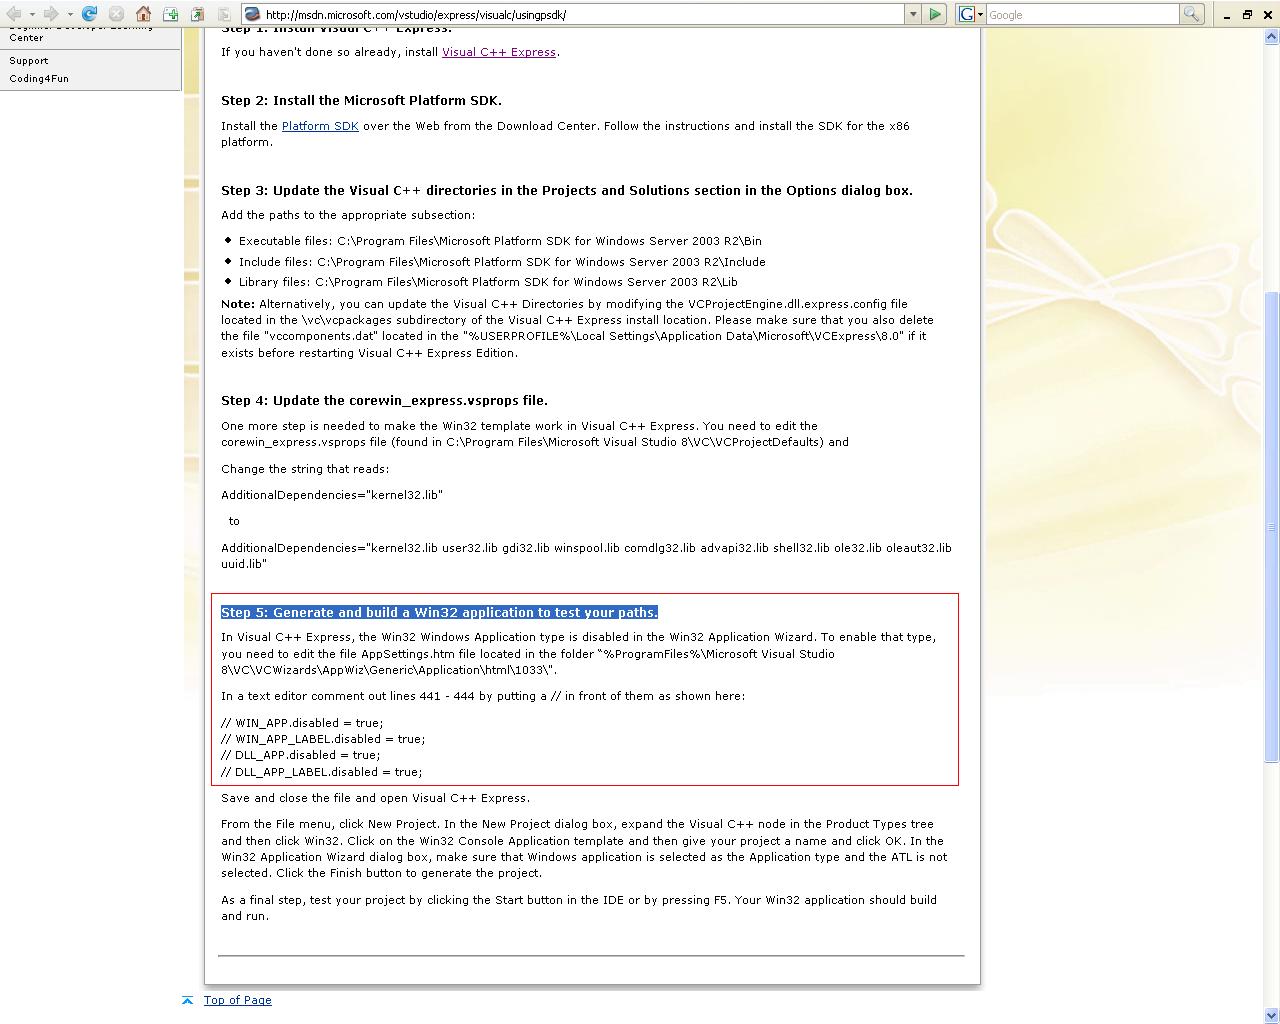 http://msdn.microsoft.com/vstudio/express/visualc/usingpsdk/
G
Google
Center
Support
Coding4Fun
Step 1: Install Visual C++ Express.
If you haven't done so already, install Visual C++ Express.
Step 2: Install the Microsoft Platform SDK.
Install the Platform SDK over the Web from the Download Center. Follow the instructions and install the SDK for the x86
platform.
Step 3: Update the Visual C++ directories in the Projects and Solutions section in the Options dialog box.
Add the paths to the appropriate subsection:
Executable files: C:\Program Files\Microsoft Platform SDK for Windows Server 2003 R2\Bin
Include files: C:\Program Files\Microsoft Platform SDK for Windows Server 2003 R2\Include
Library files: C:\Program Files\Microsoft Platform SDK for Windows Server 2003 R2\Lib
Note: Alternatively, you can update the Visual C++ Directories by modifying the VCProjectEngine.dll.express.config file
located in the \vc\vcpackages subdirectory of the Visual C++ Express install location. Please make sure that you also delete
the file "vccomponents.dat" located in the "%USERPROFILE%\Local Settings\Application Data\Microsoft\VCExpress\8.0" if it
exists before restarting Visual C++ Express Edition.
Step 4: Update the corewin_express.vsprops file.
One more step is needed to make the Win32 template work in Visual C++ Express. You need to edit the
corewin_express.vsprops file (found in C:\Program Files\Microsoft Visual Studio 8\VC\VCProjectDefaults) and
Change the string that reads:
AdditionalDependencies="kernel32.lib"
to
AdditionalDependencies="kernel32.lib user32.lib gdi32.lib winspool.lib comdlg32.lib advapi32.lib shell32.lib ole32.lib oleaut32.lib
uuid.lib"
Step 5: Generate and build a Win32 application to test your paths.
In Visual C++ Express, the Win32 Windows Application type is disabled in the Win32 Application Wizard. To enable that type,
you need to edit the file AppSettings.htm file located in the folder “%ProgramFiles%\Microsoft Visual Studio
8\VC\VCWizards\AppWiz\Generic\Application\html\1033\".
In a text editor comment out lines 441 - 444 by putting a // in front of them as shown here:
// WIN_APP.disabled = true;
// WIN_APP_LABEL.disabled = true;
// DLL_APP.disabled = true;
// DLL_APP_LABEL.disabled = true;
Save and close the file and open Visual C++ Express.
From the File menu, click New Project. In the New Project dialog box, expand the Visual C++ node in the Product Types tree
and then click Win32. Click on the Win32 Console Application template and then give your project a name and click OK. In the
Win32 Application Wizard dialog box, make sure that Windows application is selected as the Application type and the ATL is not
selected. Click the Finish button to generate the project.
As a final step, test your project by clicking the Start button in the IDE or by pressing F5. Your Win32 application should build
and run.
Top of Page